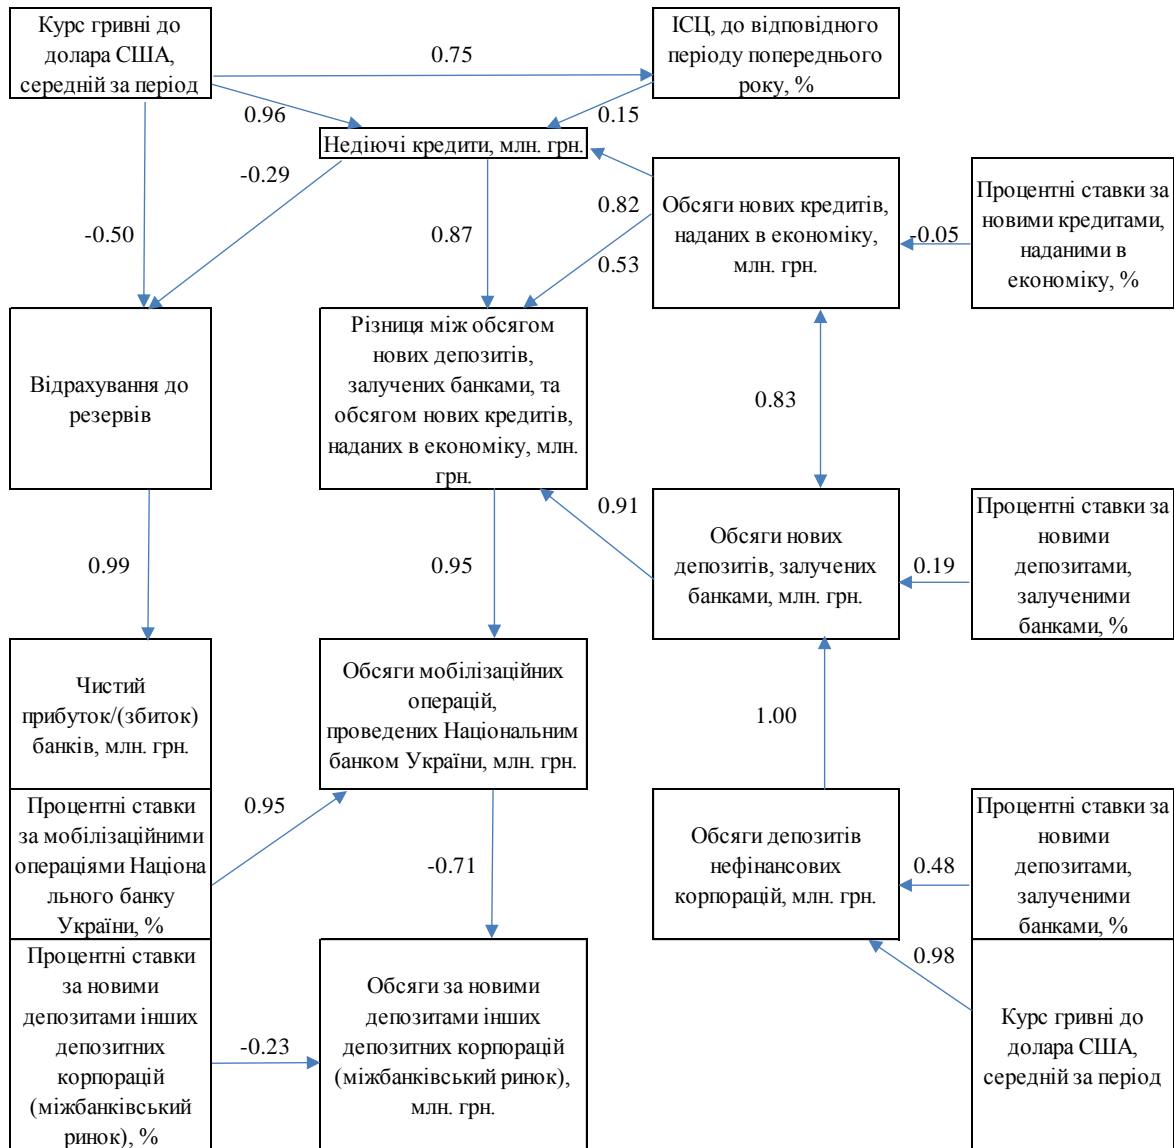 Курс гривні до
долара США,
середній за період
0.75
ІСЦ, до відповідного
періоду попереднього
року, %
0.96
0.15
Недіючі кредити, млн. грн.
-0.29
-0.50
0.87
0.82
0.53
Обсяги нових кредитів,
наданих в економіку,
млн. грн.
-0.05
Процентні ставки за
новими кредитами,
наданими в
економіку, %
Відрахування до
резервів
Різниця між обсягом
нових депозитів,
залучених банками, та
обсягом нових кредитів,
наданих в економіку, млн.
грн.
0.83
0.99
0.95
0.91
Обсяги нових
депозитів, залучених
банками, млн. грн.
0.19
Процентні ставки за
новими
депозитами,
залученими
банками, %
Чистий
прибуток/(збиток)
банків, млн. грн.
Обсяги мобілізаційних
операцій,
проведених Національним
банком України, млн. грн.
1.00
Процентні ставки
за мобілізаційними
операціями Націона
льного банку
України, %
0.95
-0.71
Обсяги депозитів
нефінансових
корпорацій, млн. грн.
0.48
Процентні ставки за
новими
депозитами,
залученими
банками, %
0.98
Процентні ставки
за новими
депозитами інших
депозитних
корпорацій
(міжбанківський
ринок), %
-0.23
Обсяги за новими
депозитами інших
депозитних корпорацій
(міжбанківський ринок),
млн. грн.
Курс гривні до
долара США,
середній за період